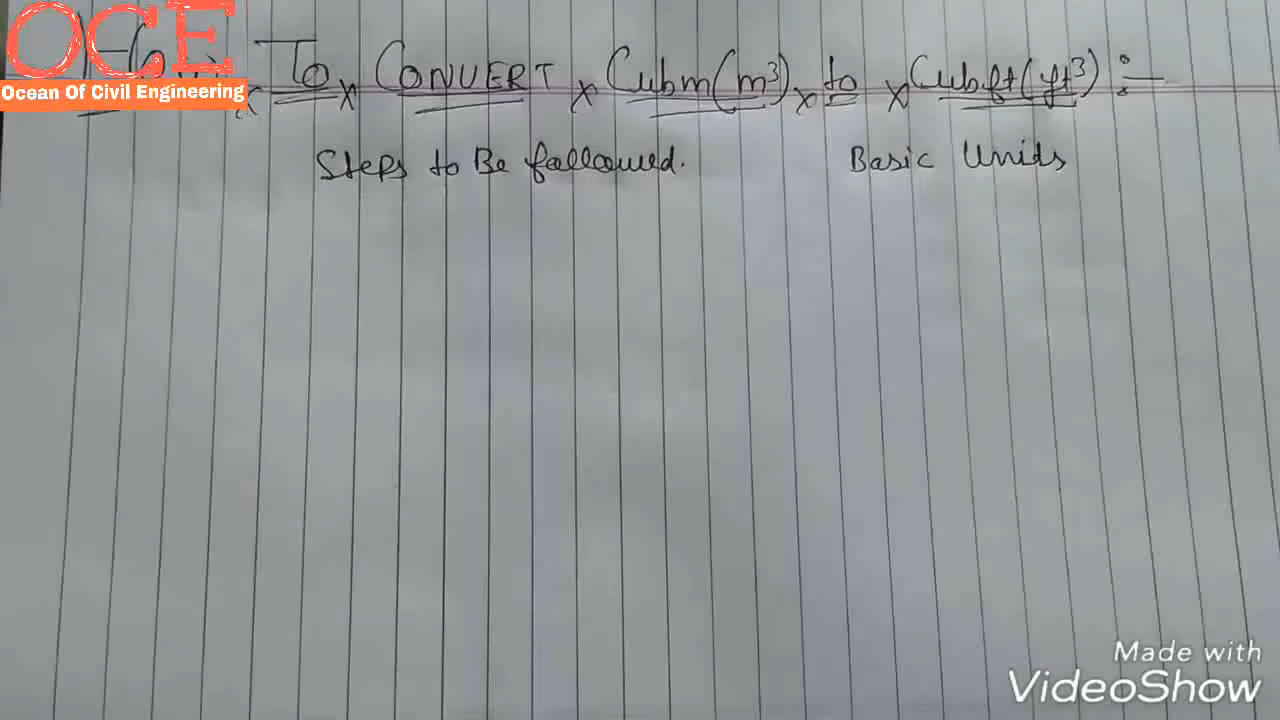 OCE
Ocean Of Civil Engineering
To × CONVERT × Cubm (m³) × to × Cubft (ft³) :—
Steps to Be followed. Basic Units
Made with
VideoShow